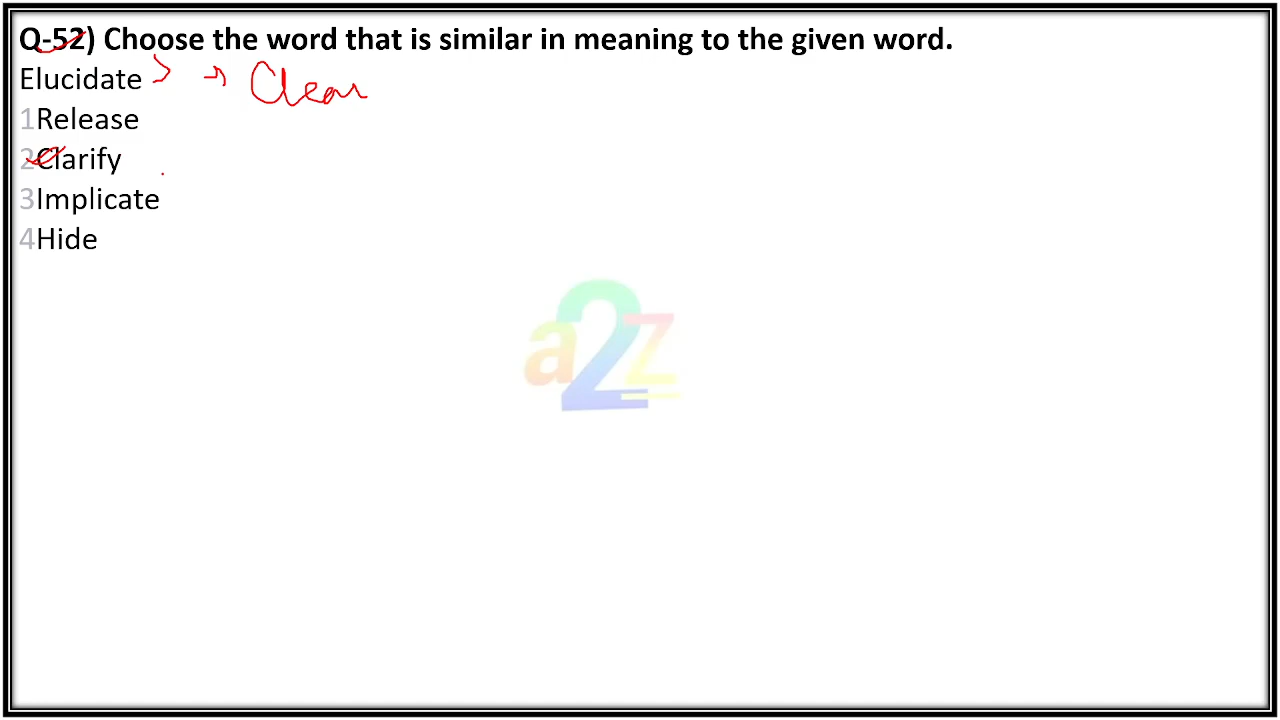 Q-52) Choose the word that is similar in meaning to the given word.
Elucidate Clear
1Release
2Clarify
3Implicate
4Hide
a2z